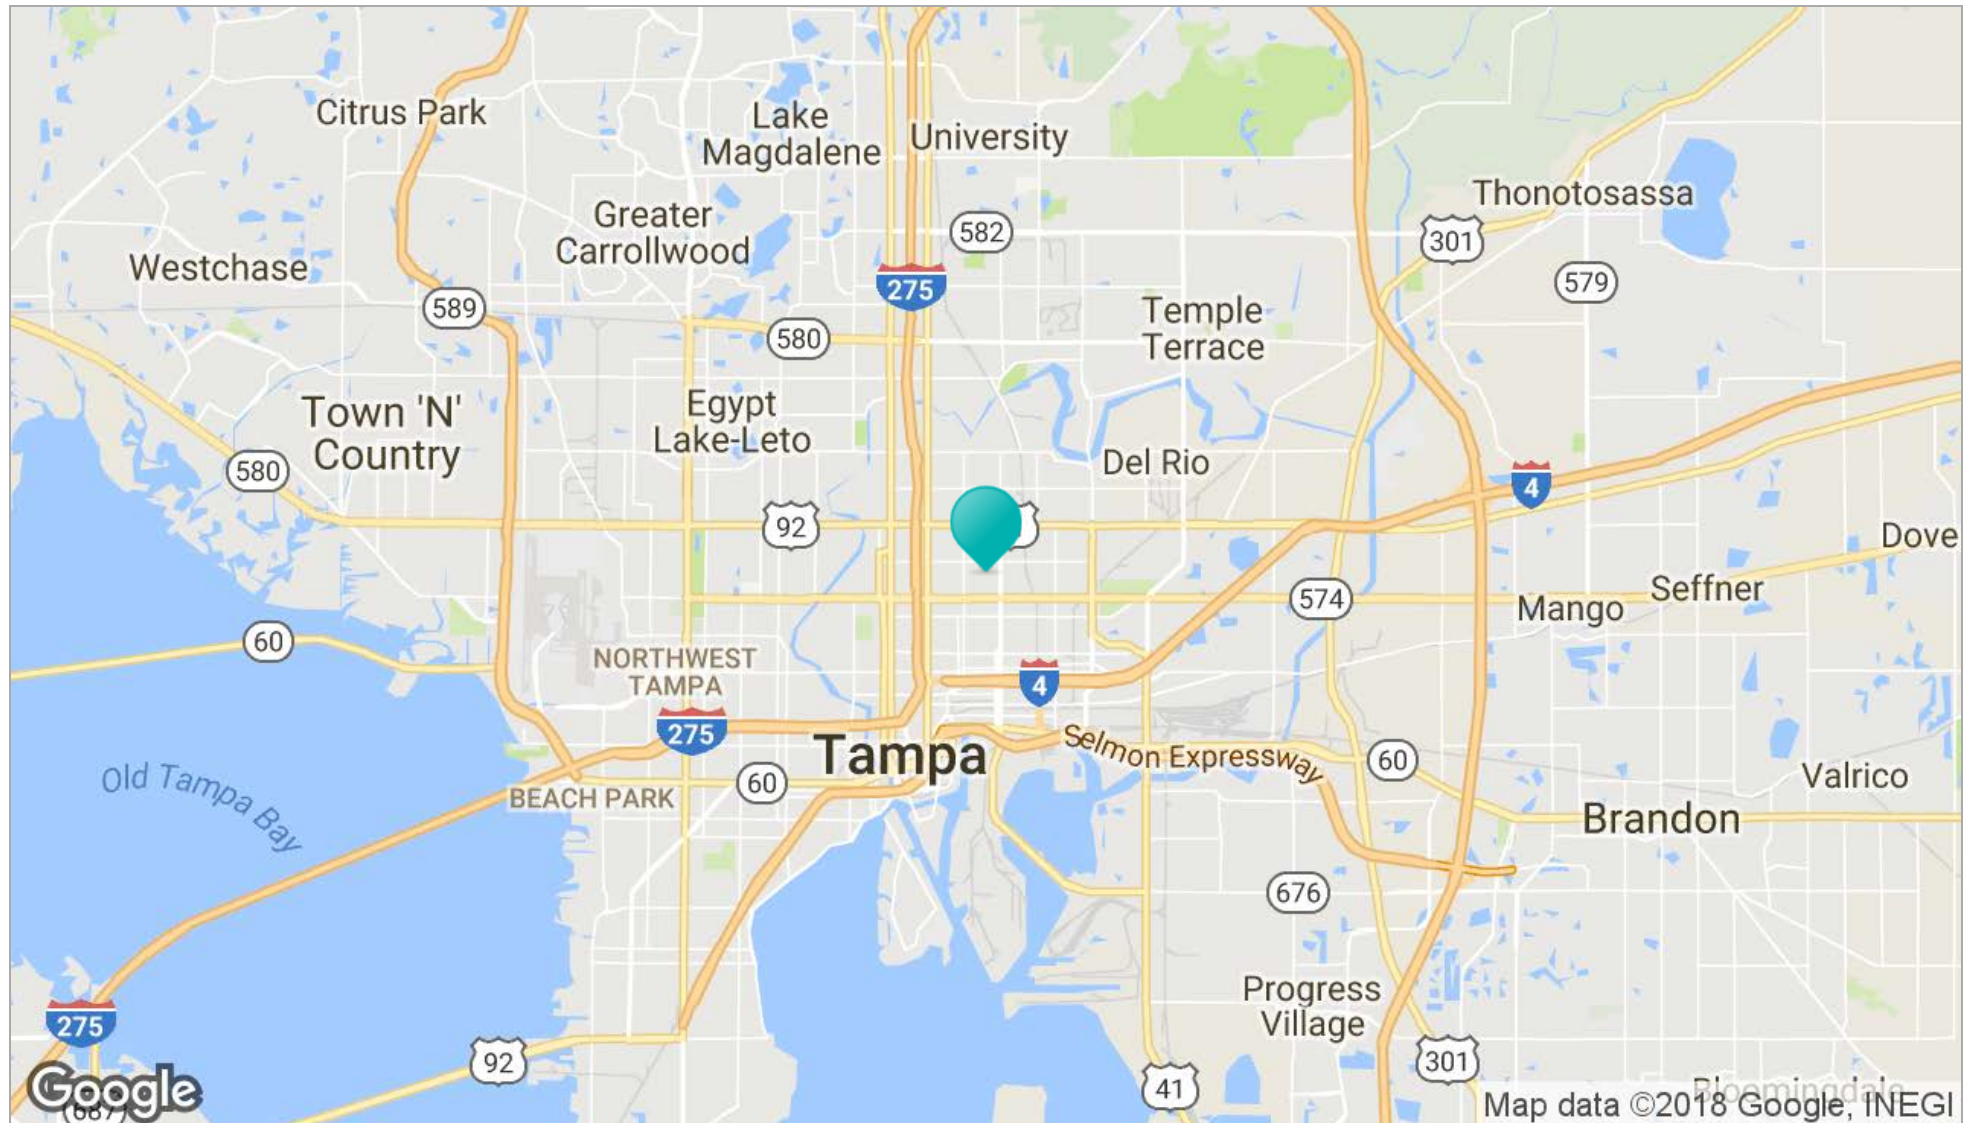 Citrus Park
Lake
Magdalene
University
Thonotosassa
Greater
Carrollwood
582
301
Westchase
579
275
589
Temple
Terrace
580
Town 'N'
Country
Egypt
Lake-Leto
580
Del Rio
4
92
Dove
574
Seffner
Mango
60
NORTHWEST
TAMPA
4
275
Tampa
Selmon Expressway
60
60
Valrico
Old Tampa Bay
BEACH PARK
Brandon
676
Progress
Village
275
92
301
41
Google
687
Bloomingdale
Map data ©2018 Google, INEGI